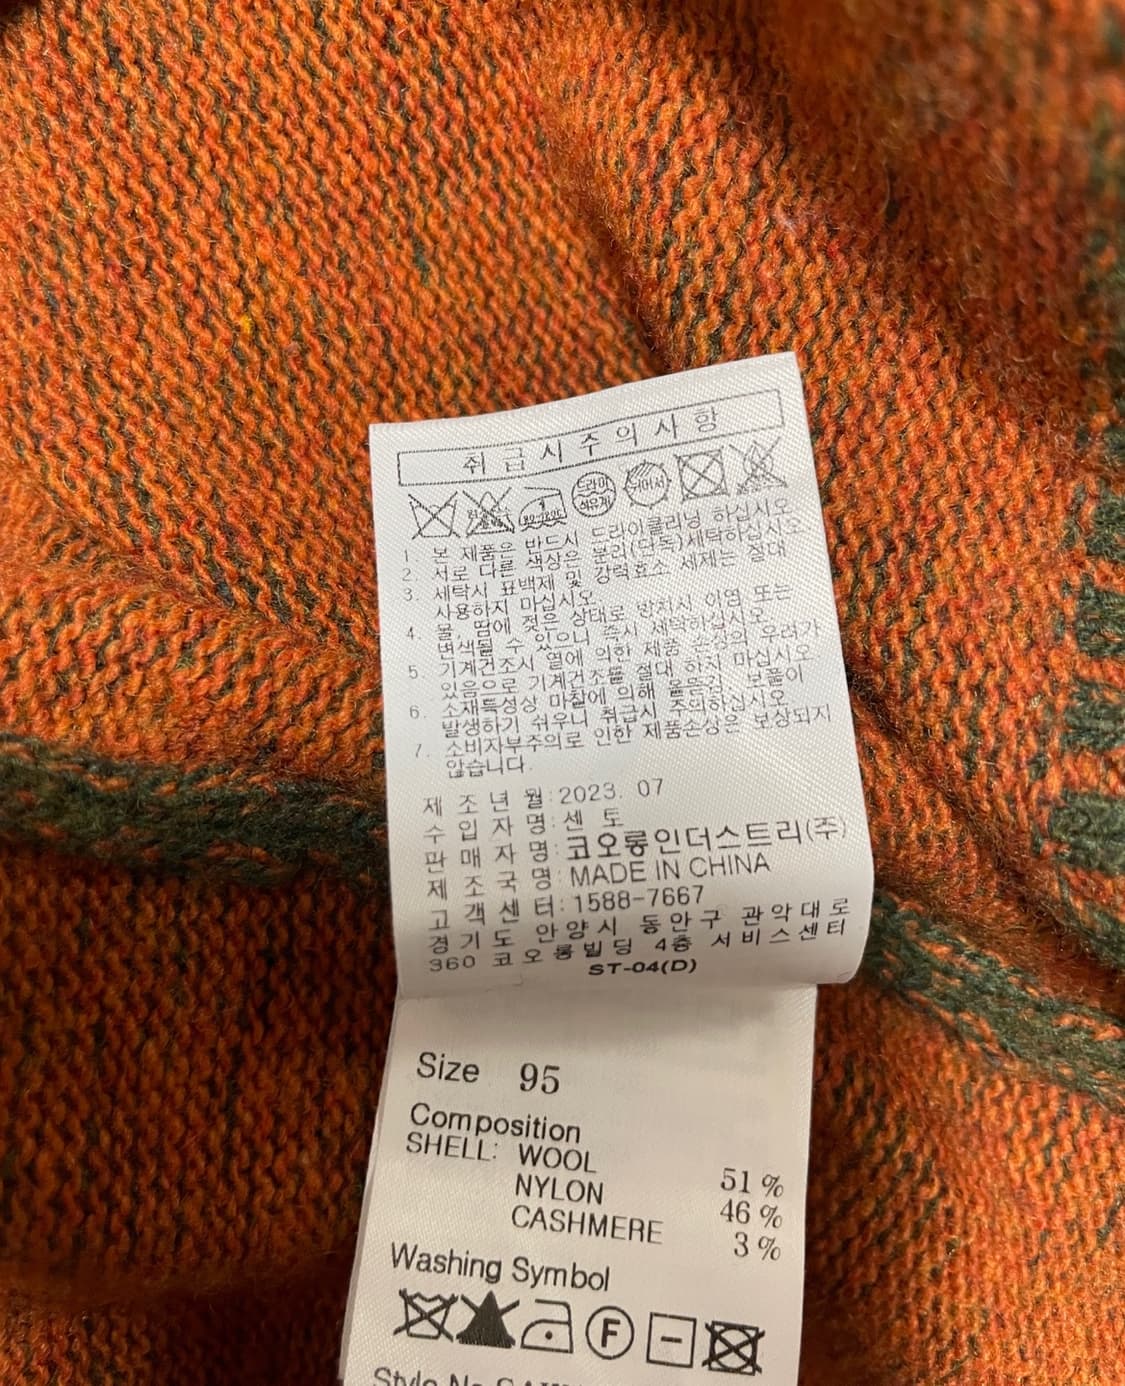 취급시주의사항
드라이
석유계
1. 본 제품은 반드시 드라이클리닝 하십시오
2. 서로 다른 색상은 분리(단독)세탁하십시오
3. 세탁시 표백제 및 강력효소 세제는 절대
사용하지 마십시오
4. 물, 땀에 젖은 상태로 방치시 이염 또는
변색될 수 있으니 즉시 세탁하십시오.
5. 기계건조시 열에 의한 제품 손상의 우려가
있음으로 기계건조를 절대 하지 마십시오
6. 소재특성상 마찰에 의해 올뜯김, 보풀이
발생하기 쉬우니 취급시 주의하십시오
7. 소비자부주의로 인한 제품손상은 보상되지
않습니다.
제조년월:2023. 07
수입자명:센토
판매자명:코오롱인더스트리(주)
제조국명:MADE IN CHINA
고객센터:1588-7667
경기도 안양시 동안구 관악대로
360 코오롱빌딩 4층 서비스센터
ST-04(D)
Size 95
Composition
SHELL: WOOL 51%
NYLON 46%
CASHMERE 3%
Washing Symbol
F
Style No